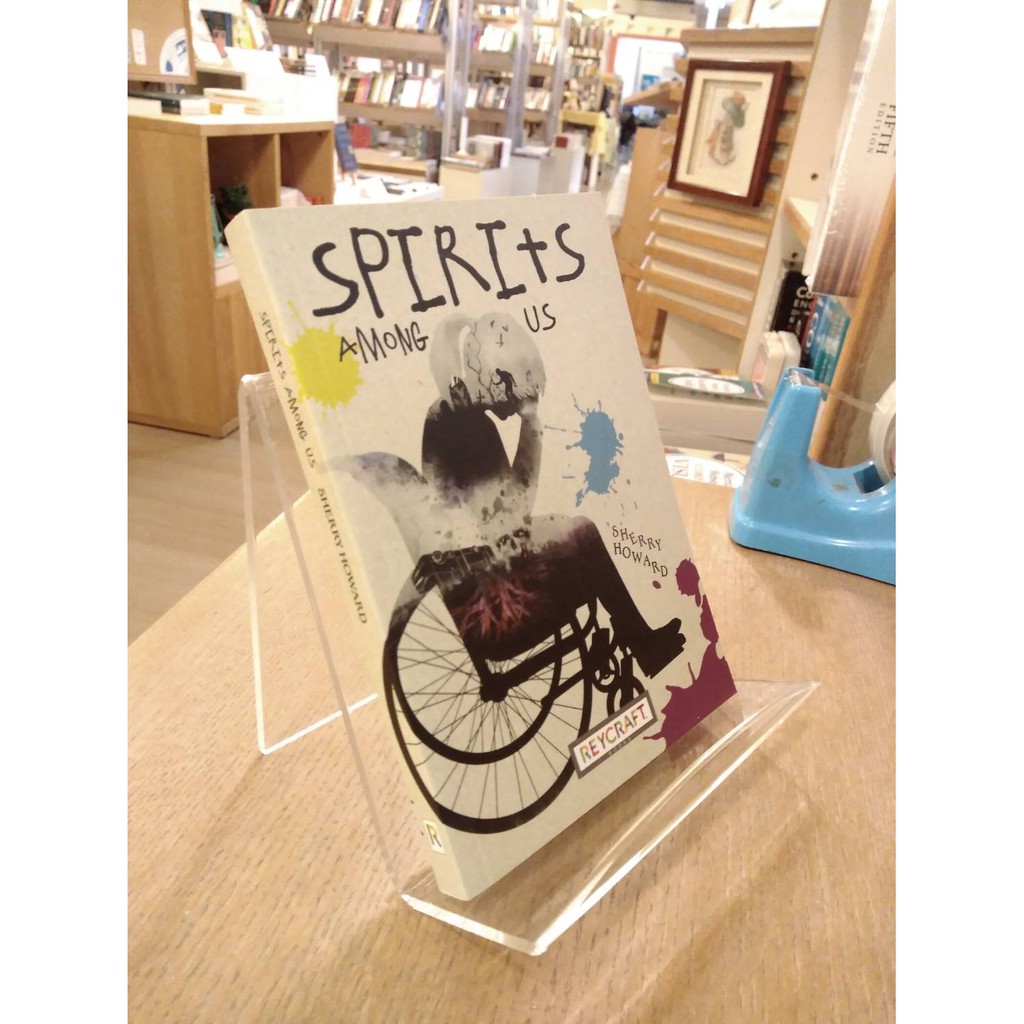 SPIRItS
AMONG
US
SHERRY
HOWARD
REYCRAFT
SPIRItS AMONG US SHERRY HOWARD
R
FIFTH
EDITION